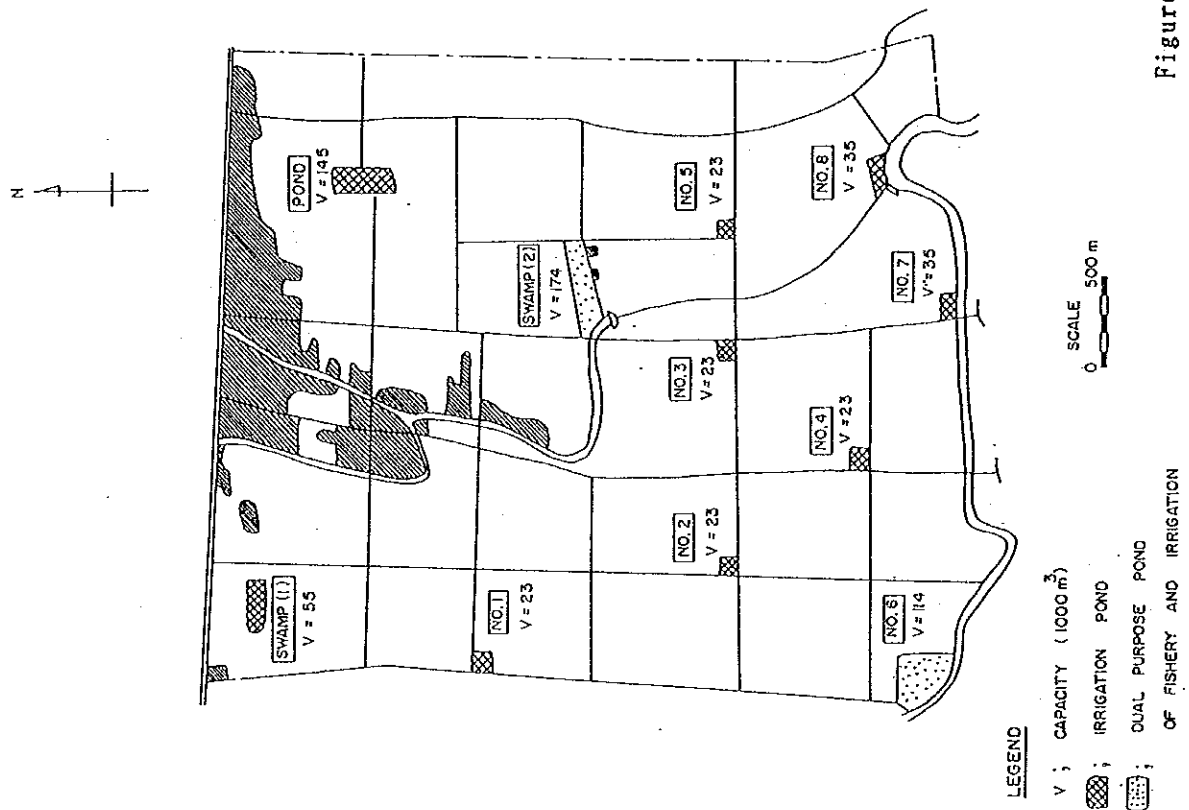 N
POND
V = 145
SWAMP (1)
V = 55
SWAMP (2)
V = 174
NO. 1
V = 23
NO. 5
V = 23
NO. 3
V = 23
NO. 2
V = 23
NO. 8
V = 35
NO. 4
V = 23
NO. 7
V = 35
NO. 6
V = 114
SCALE
0 500 m
LEGEND
V ; CAPACITY (1000 m³)
; IRRIGATION POND
; DUAL PURPOSE POND
OF FISHERY AND IRRIGATION
Figure